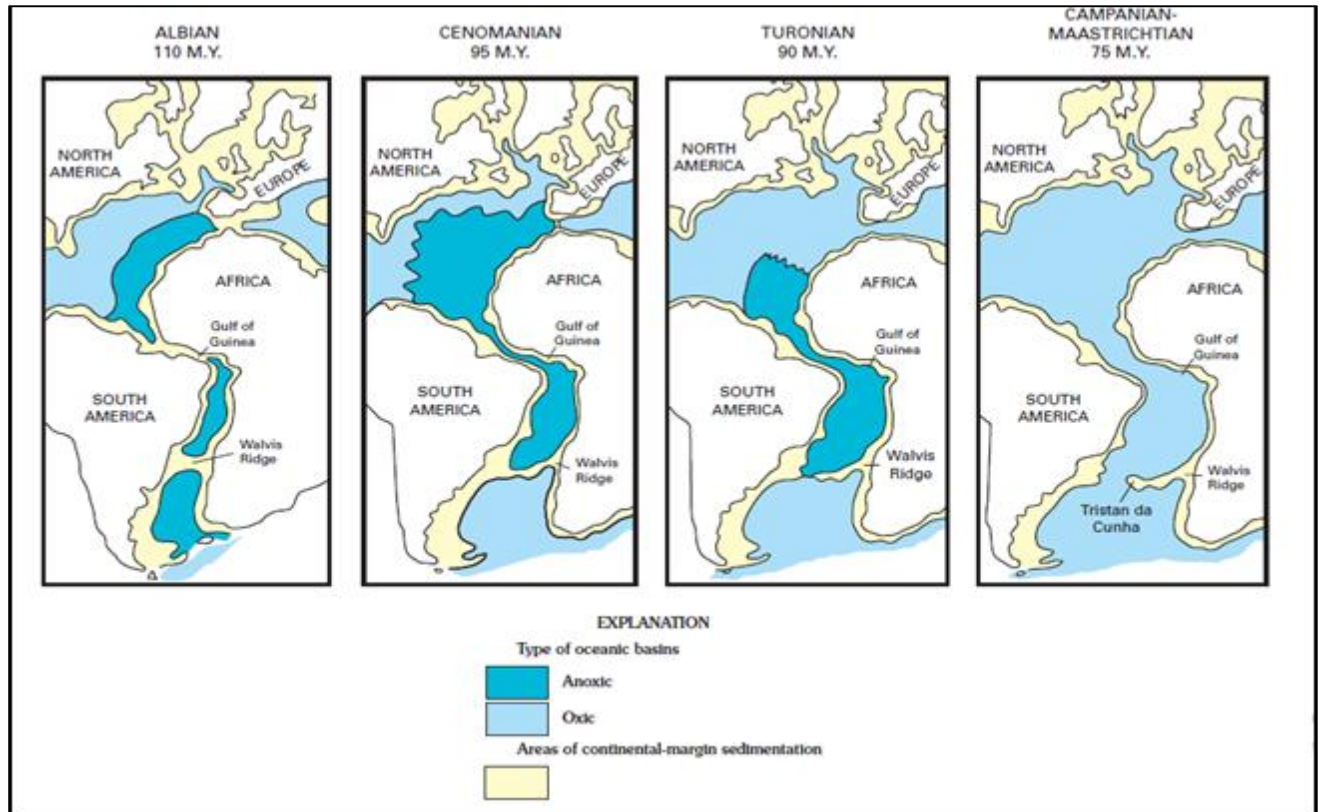 ALBIAN
110 M.Y.
CENOMANIAN
95 M.Y.
TURONIAN
90 M.Y.
CAMPANIAN-
MAASTRICHTIAN
75 M.Y.
NORTH
AMERICA
EUROPE
AFRICA
Gulf of
Guinea
SOUTH
AMERICA
Walvis
Ridge
NORTH
AMERICA
EUROPE
AFRICA
Gulf of
Guinea
SOUTH
AMERICA
Walvis
Ridge
NORTH
AMERICA
EUROPE
AFRICA
Gulf of
Guinea
SOUTH
AMERICA
Walvis
Ridge
NORTH
AMERICA
EUROPE
AFRICA
Gulf of
Guinea
SOUTH
AMERICA
Walvis
Ridge
Tristan da
Cunha
EXPLANATION
Type of oceanic basins
Anoxic
Oxic
Areas of continental-margin sedimentation